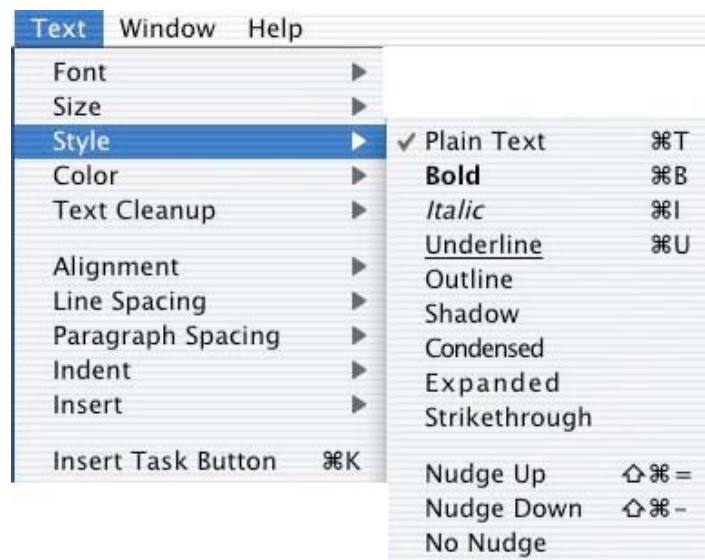 Text Window Help
Font
Size
Style
Color
Text Cleanup
Alignment
Line Spacing
Paragraph Spacing
Indent
Insert
Insert Task Button ⌘K
✓ Plain Text ⌘T
Bold ⌘B
Italic ⌘I
Underline ⌘U
Outline
Shadow
Condensed
Expanded
Strikethrough
Nudge Up ⇧⌘=
Nudge Down ⇧⌘-
No Nudge